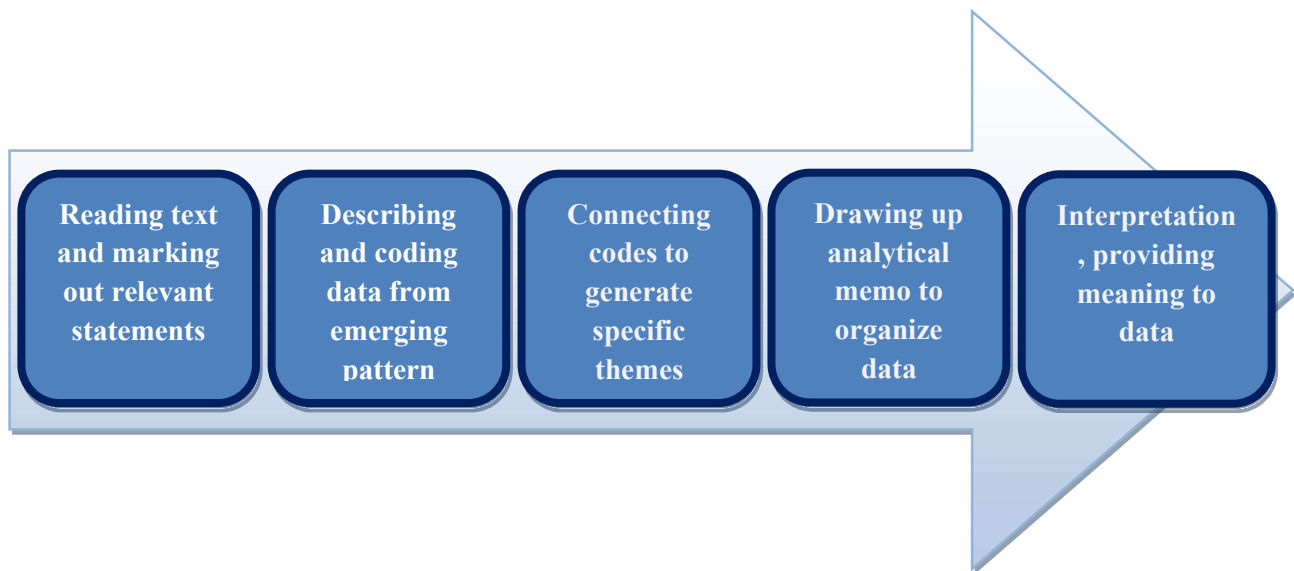 Reading text
and marking
out relevant
statements
Describing
and coding
data from
emerging
pattern
Connecting
codes to
generate
specific
themes
Drawing up
analytical
memo to
organize
data
Interpretation
, providing
meaning to
data